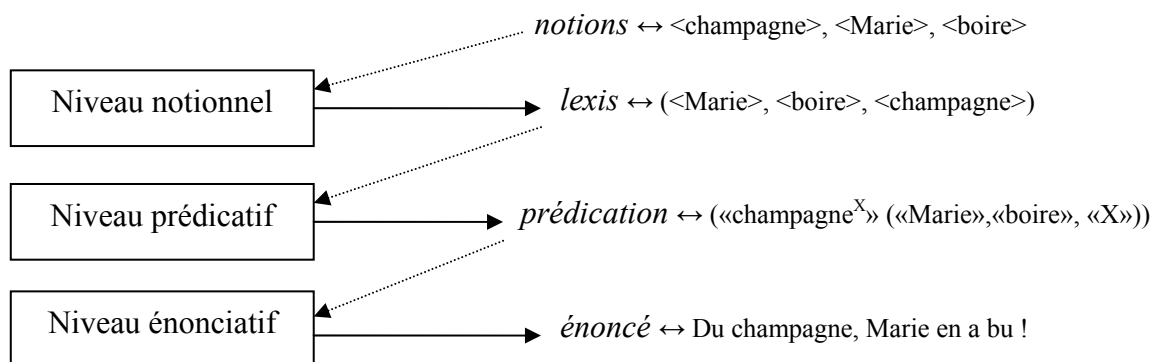 notions ↔ <champagne>, <Marie>, <boire>
Niveau notionnel
lexis ↔ (<Marie>, <boire>, <champagne>)
Niveau prédicatif
prédication ↔ («champagneX» («Marie»,«boire», «X»))
Niveau énonciatif
énoncé ↔ Du champagne, Marie en a bu !